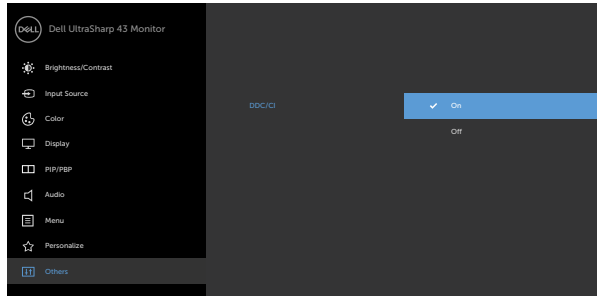 DELL
Dell UltraSharp 43 Monitor
Brightness/Contrast
Input Source
Color
Display
PIP/PBP
Audio
Menu
Personalize
Others
DDC/CI
On
Off